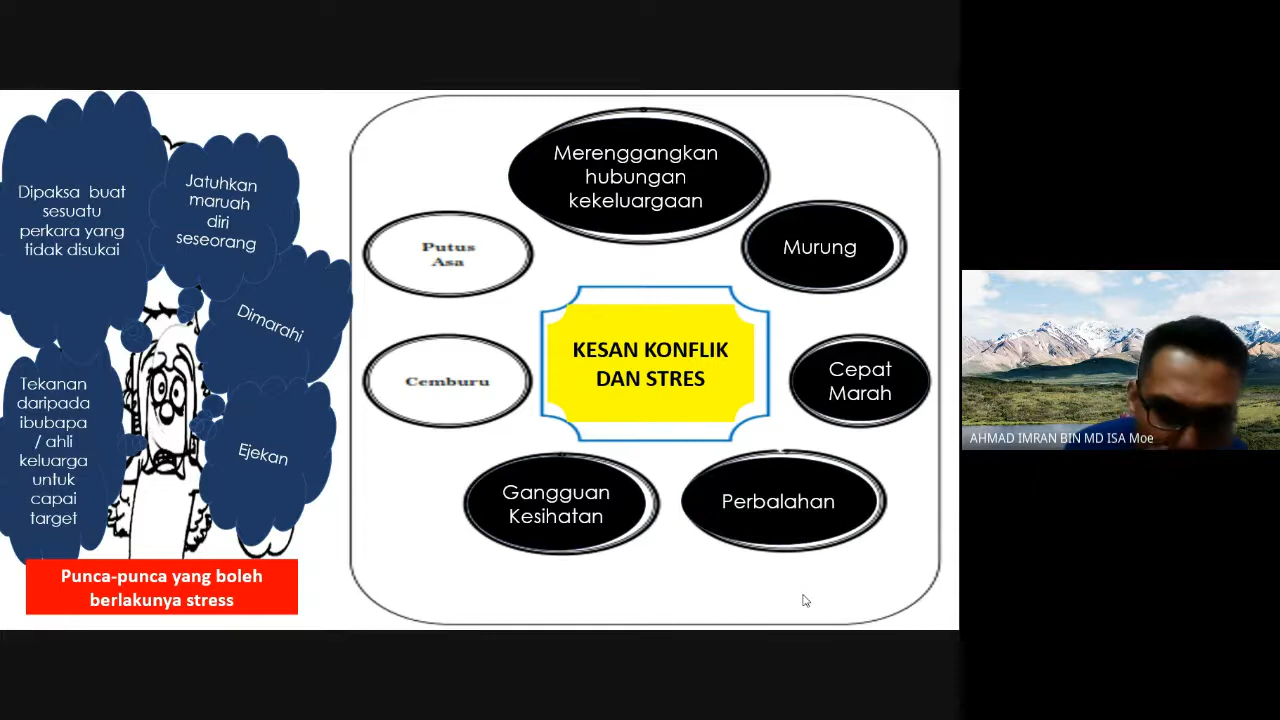 Dipaksa buat
sesuatu
perkara yang
tidak disukai
Jatuhkan
maruah
diri
seseorang
Dimarahi
Tekanan
daripada
ibubapa
/ ahli
keluarga
untuk
capai
target
Ejekan
Punca-punca yang boleh
berlakunya stress
Merenggangkan
hubungan
kekeluargaan
Putus
Asa
Murung
KESAN KONFLIK
DAN STRES
Cemburu
Cepat
Marah
Gangguan
Kesihatan
Perbalahan
AHMAD IMRAN BIN MD ISA Moe